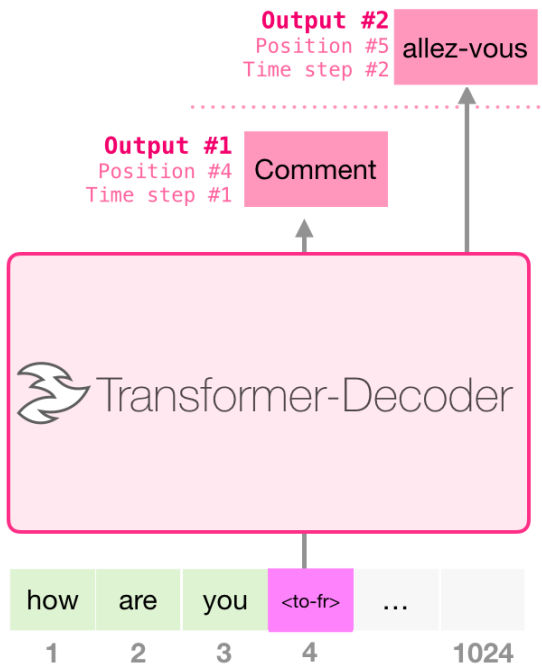 Output #2
Position #5
Time step #2
allez-vous
Output #1
Position #4
Time step #1
Comment
Transformer-Decoder
how are you <to-fr> ...
1 2 3 4 1024